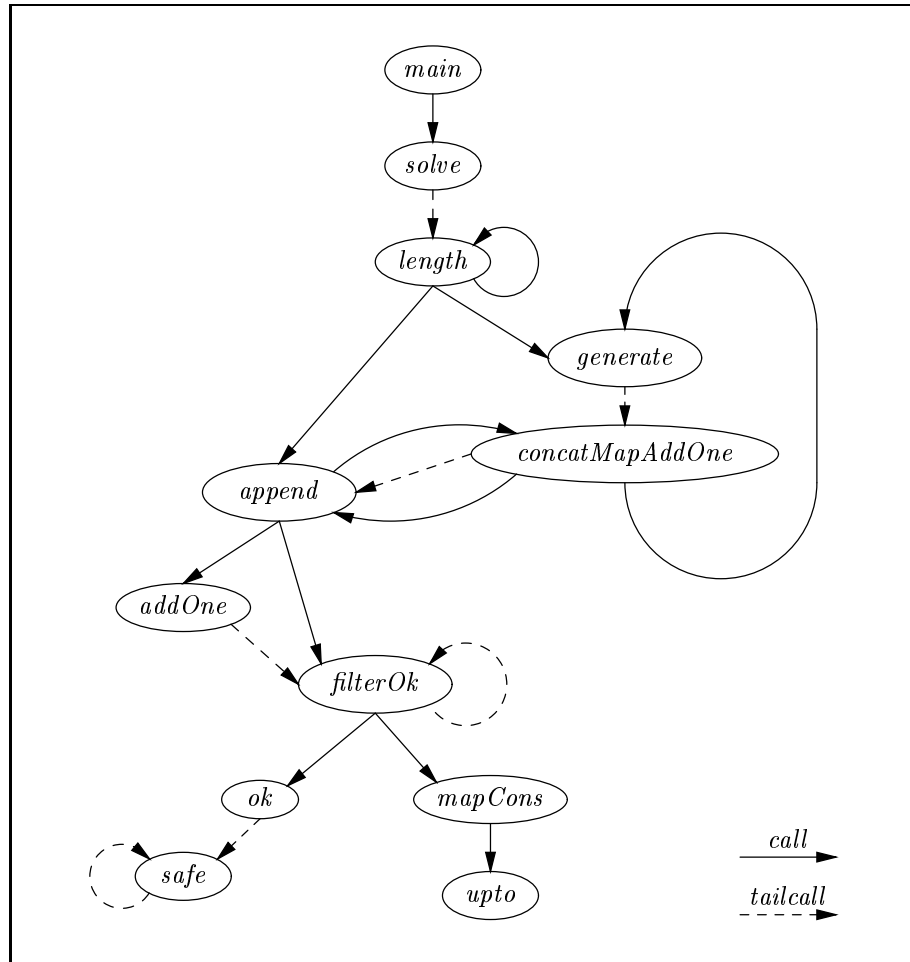 main
solve
length
generate
concatMapAddOne
append
addOne
filterOk
ok
mapCons
safe
upto
call
tailcall